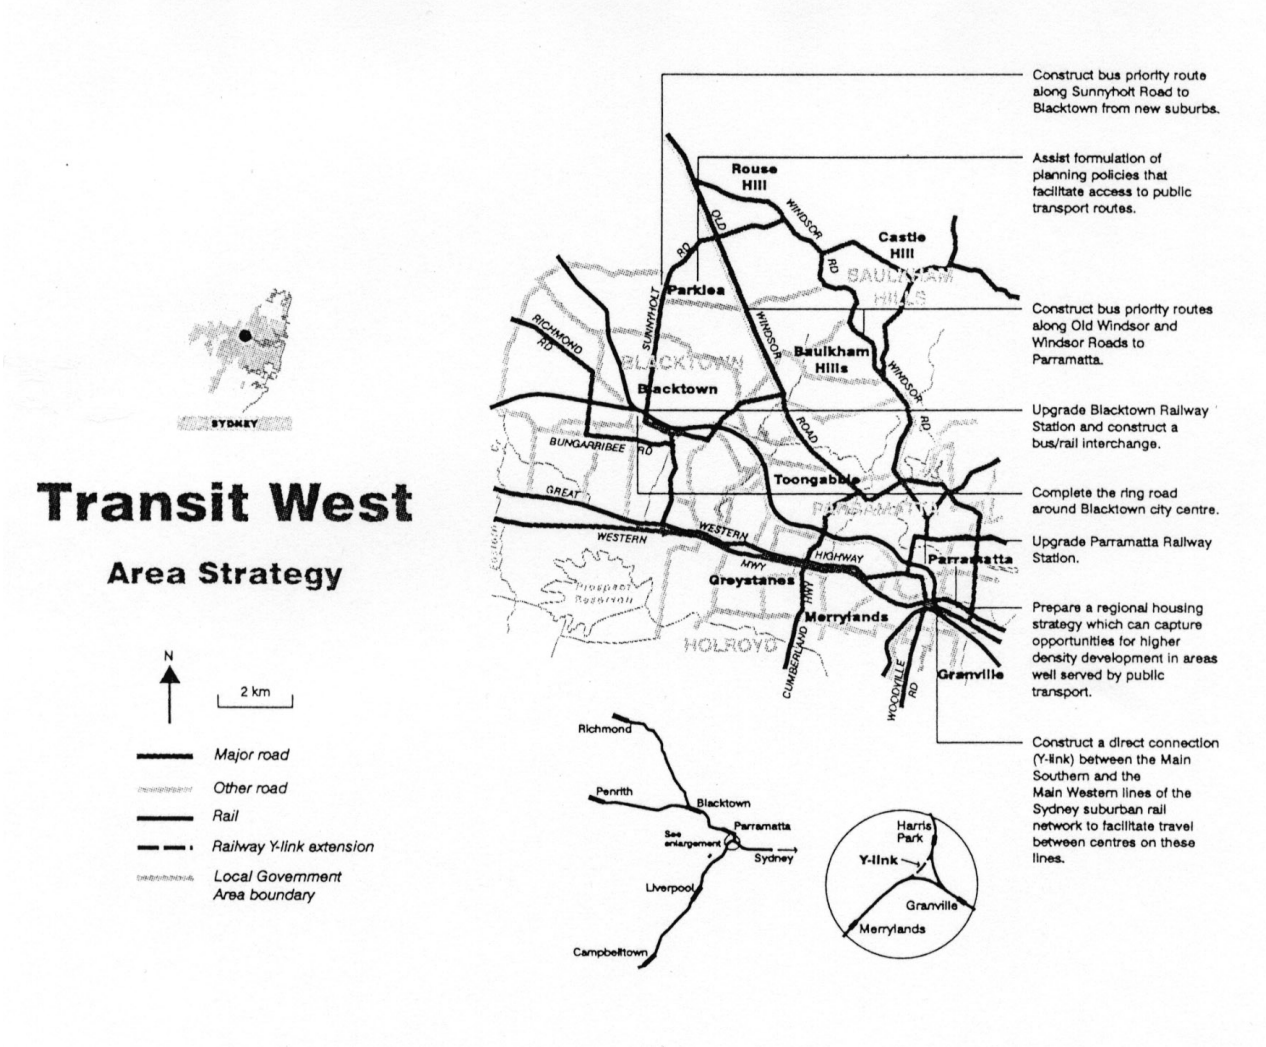 Transit West
Area Strategy
SYDNEY
N
2 km
Major road
Other road
Rail
Railway Y-link extension
Local Government
Area boundary
Construct bus priority route
along Sunnyholt Road to
Blacktown from new suburbs.
Assist formulation of
planning policies that
facilitate access to public
transport routes.
Construct bus priority routes
along Old Windsor and
Windsor Roads to
Parramatta.
Upgrade Blacktown Railway
Station and construct a
bus/rail interchange.
Complete the ring road
around Blacktown city centre.
Upgrade Parramatta Railway
Station.
Prepare a regional housing
strategy which can capture
opportunities for higher
density development in areas
well served by public
transport.
Construct a direct connection
(Y-link) between the Main
Southern and the
Main Western lines of the
Sydney suburban rail
network to facilitate travel
between centres on these
lines.
Rouse
Hill
WINDSOR
RD
OLD
WINDSOR
ROAD
Castle
Hill
BAULKHAM
HILLS
Parklea
SUNNYHOLT
RD
RICHMOND
RD
BLACKTOWN
Blacktown
Baulkham
Hills
WINDSOR
RD
BUNGARRIBEE RD
Toongabbie
PARRAMATTA
GREAT
WESTERN
HIGHWAY
WESTERN
MWY
Parramatta
Greystanes
Prospect
Reservoir
Merrylands
HOLROYD
CUMBERLAND
HWY
WOODVILLE
RD
Granville
Richmond
Penrith
Blacktown
Parramatta
See
enlargement
Sydney
Liverpool
Campbelltown
Harris
Park
Y-link
Granville
Merrylands